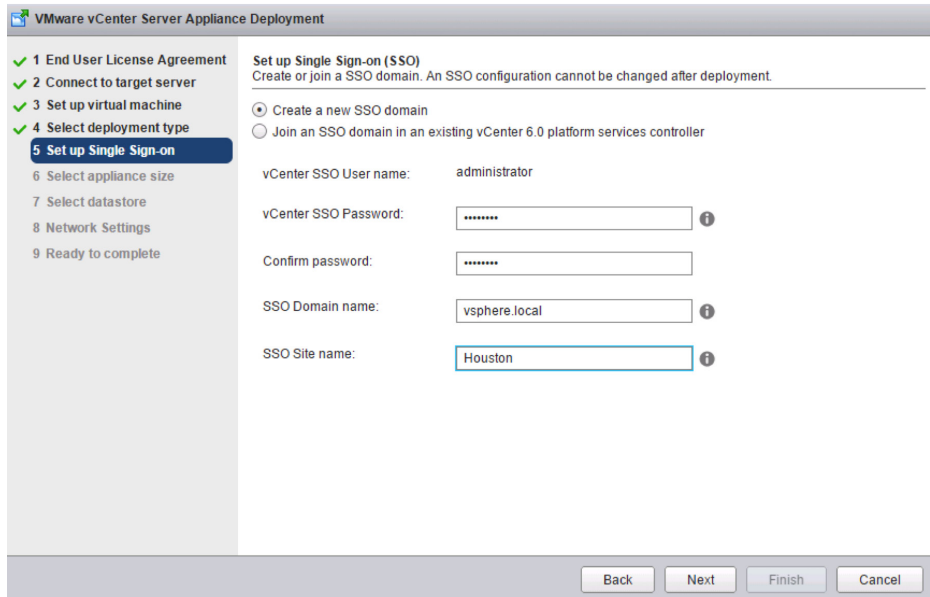 VMware vCenter Server Appliance Deployment
1 End User License Agreement
2 Connect to target server
3 Set up virtual machine
4 Select deployment type
5 Set up Single Sign-on
6 Select appliance size
7 Select datastore
8 Network Settings
9 Ready to complete
Set up Single Sign-on (SSO)
Create or join a SSO domain. An SSO configuration cannot be changed after deployment.
Create a new SSO domain
Join an SSO domain in an existing vCenter 6.0 platform services controller
vCenter SSO User name: administrator
vCenter SSO Password: ••••••••
Confirm password: ••••••••
SSO Domain name: vsphere.local
SSO Site name: Houston
Back Next Finish Cancel